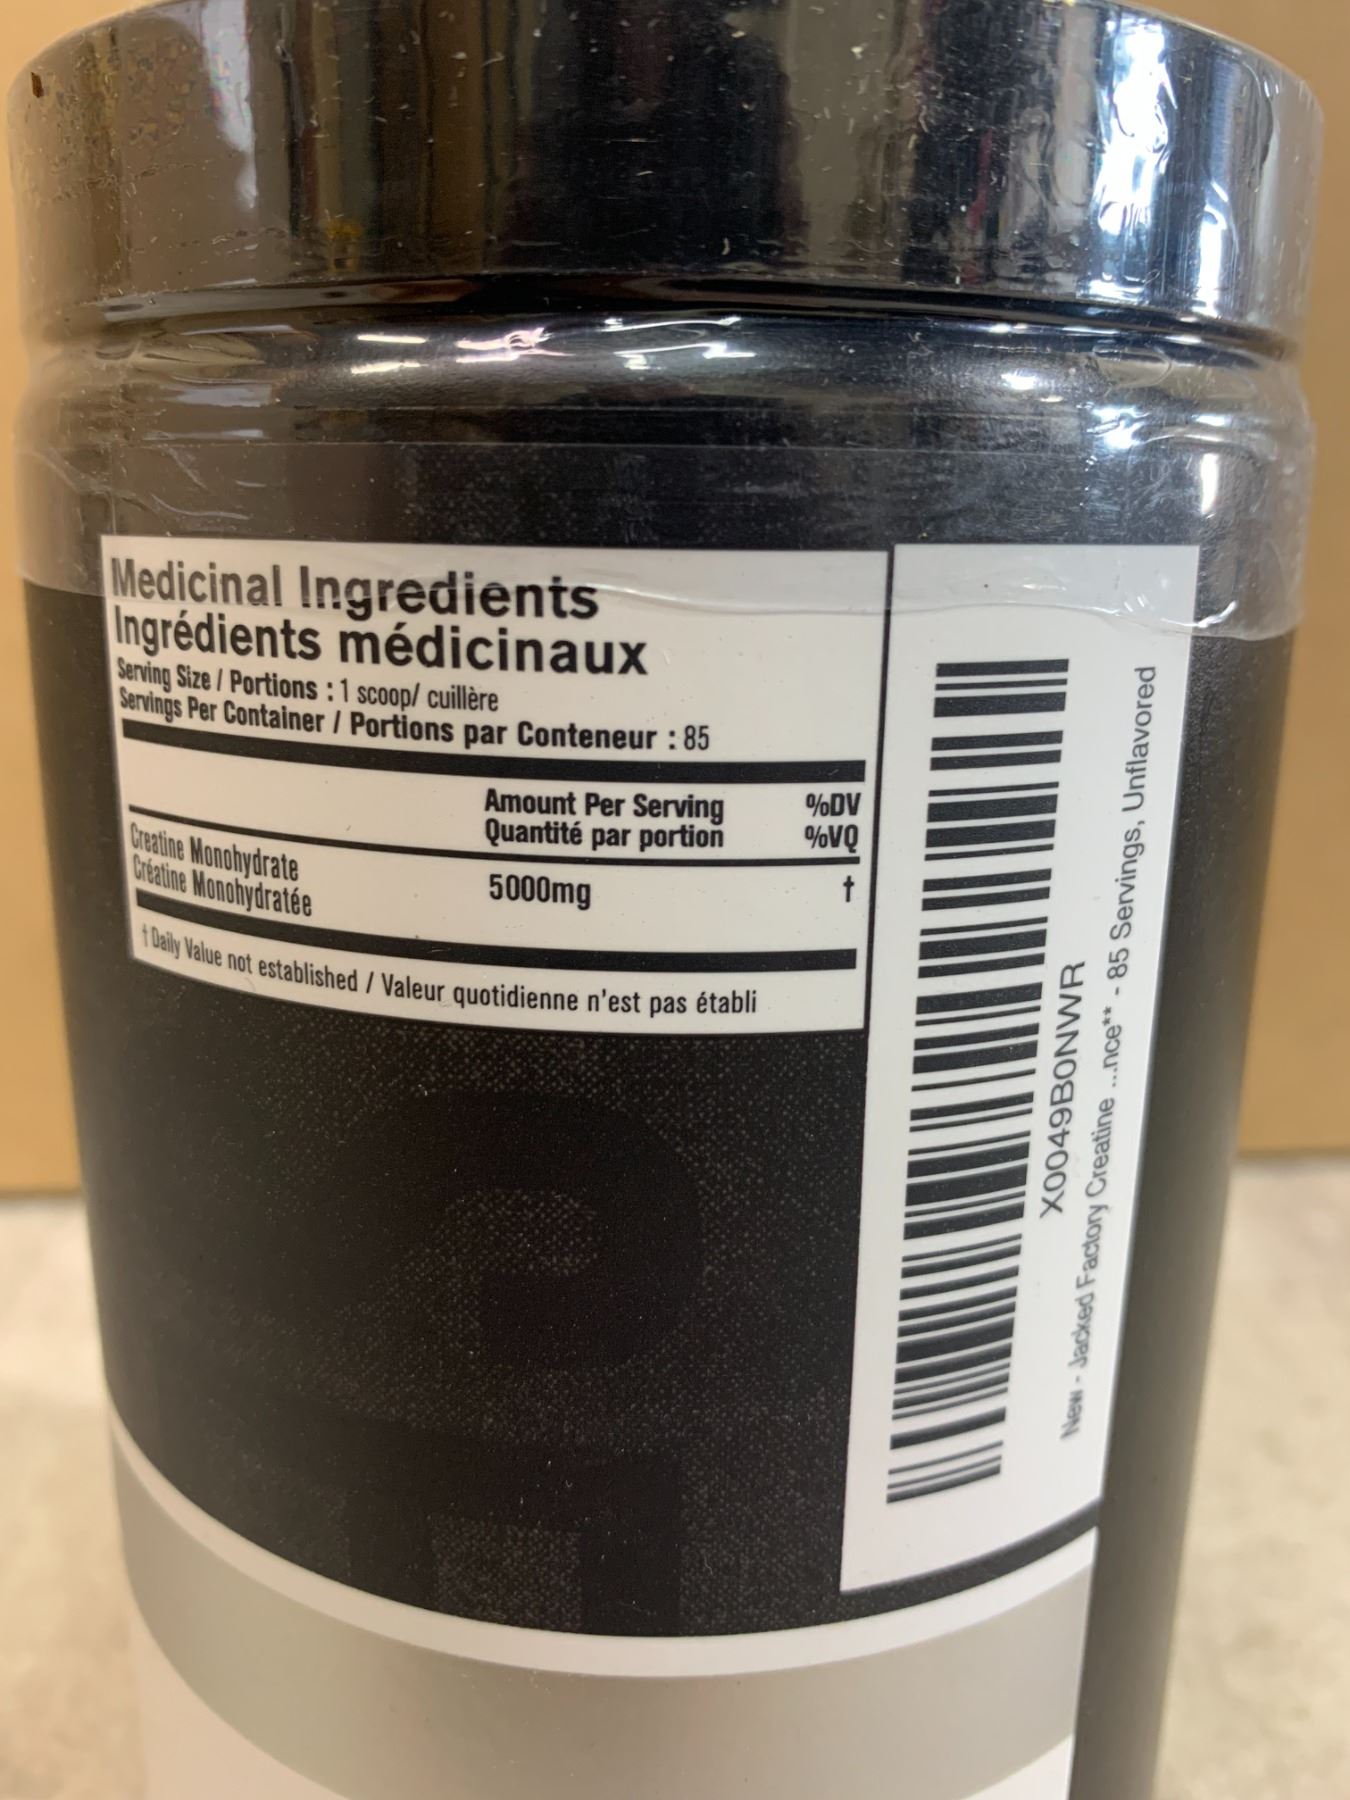 Medicinal Ingredients
Ingrédients médicinaux
Serving Size / Portions : 1 scoop/ cuillère
Servings Per Container / Portions par Conteneur : 85
Amount Per Serving %DV
Quantité par portion %VQ
Creatine Monohydrate
Créatine Monohydratée
5000mg †
† Daily Value not established / Valeur quotidienne n'est pas établi
X0049B0NWR
New - Jacked Factory Creatine ...nce** - 85 Servings, Unflavored